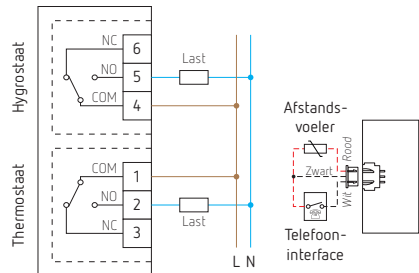 Hygrostaat
NC
6
NO
5
Last
COM
4
Thermostaat
COM
1
NO
2
Last
NC
3
L N
Afstands-
voeler
Rood
Zwart
Wit
Telefoon-
interface